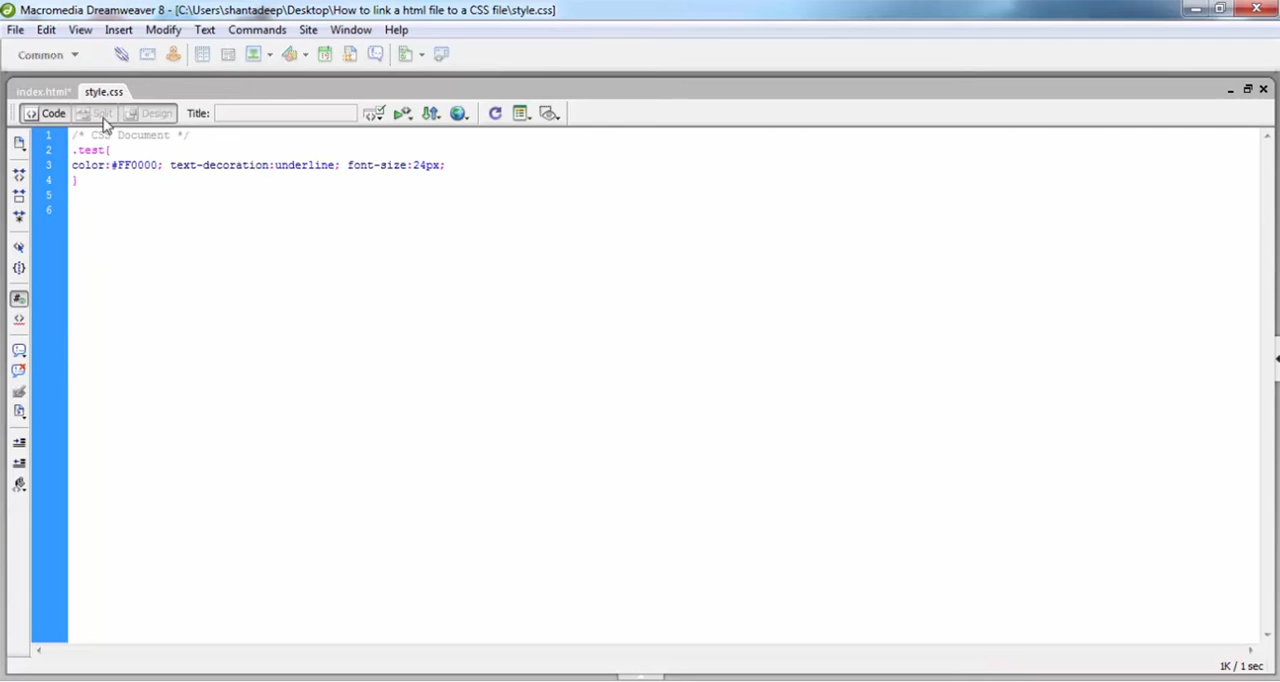 Macromedia Dreamweaver 8 - [C:\Users\shantadeep\Desktop\How to link a html file to a CSS file\style.css]
File Edit View Insert Modify Text Commands Site Window Help
Common
index.html* style.css
Code Split Design Title:
1 /* CSS Document */
2 .test{
3 color:#FF0000; text-decoration:underline; font-size:24px;
4 }
5
6
1K / 1 sec